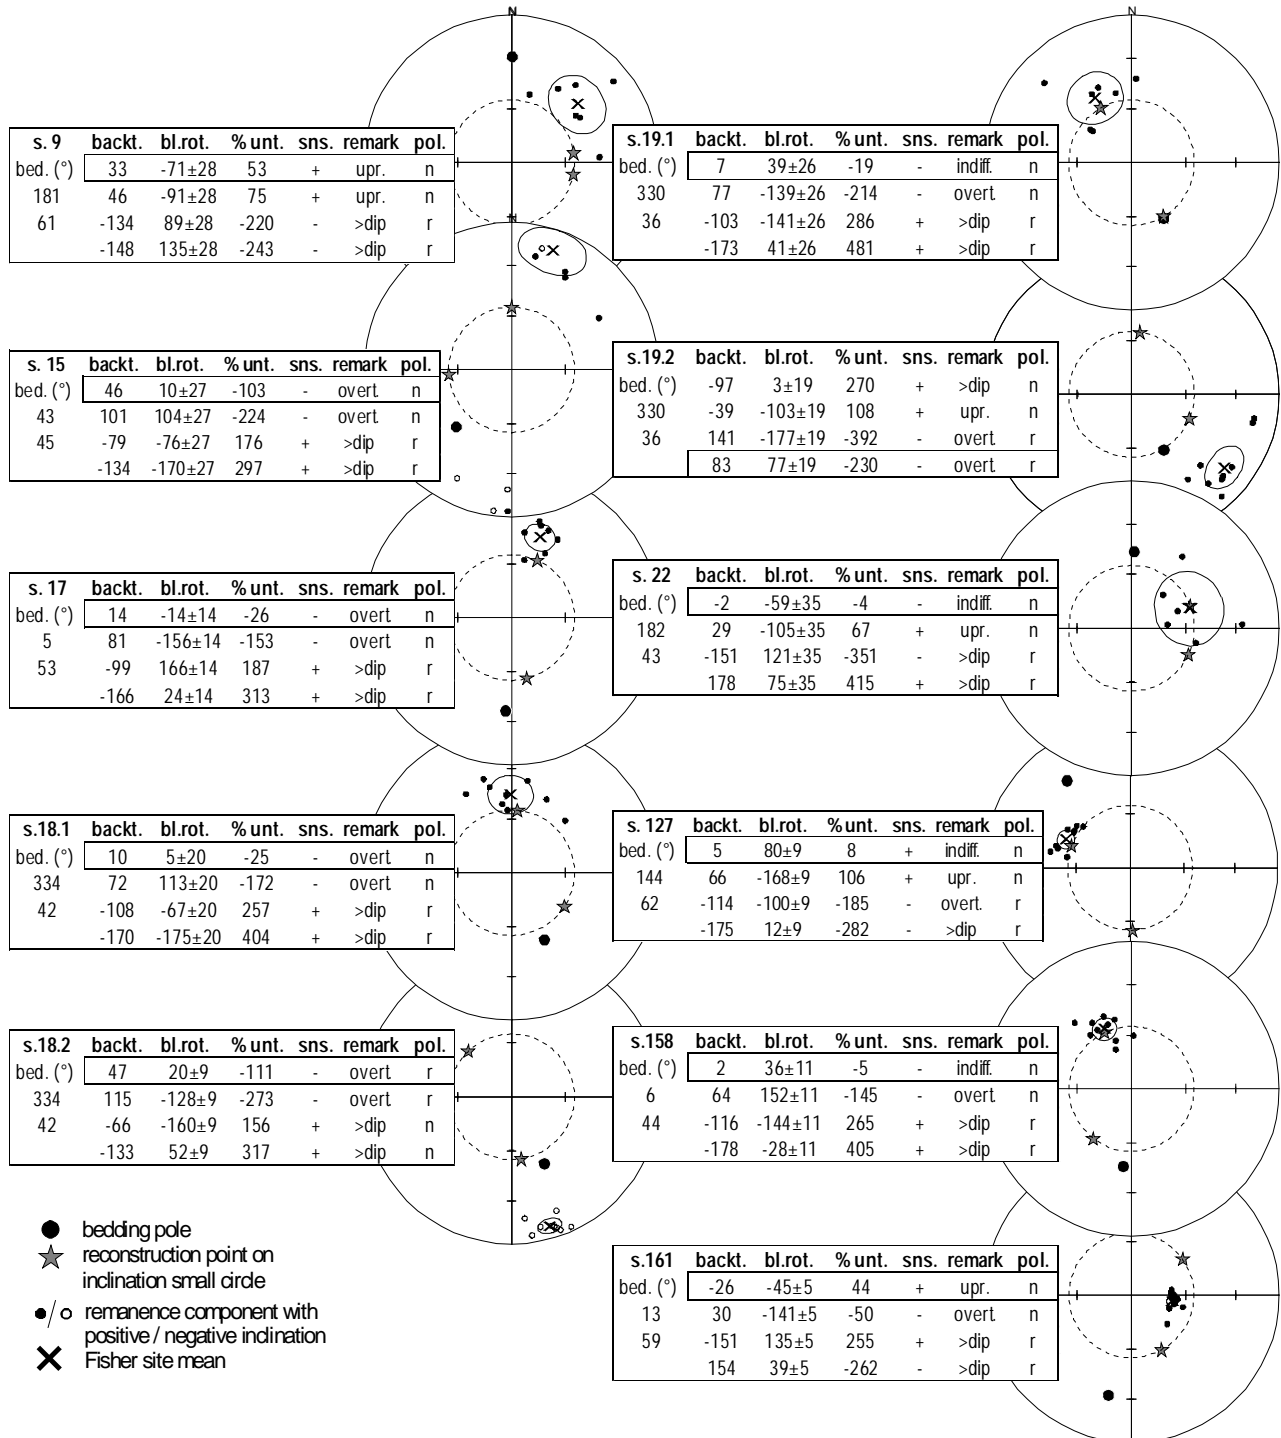 N
s. 9 backt. bl.rot. % unt. sns. remark pol.
bed. (°) 33 -71±28 53 + upr. n
181 46 -91±28 75 + upr. n
61 -134 89±28 -220 - >dip r
-148 135±28 -243 - >dip r
s. 15 backt. bl.rot. % unt. sns. remark pol.
bed. (°) 46 10±27 -103 - overt. n
43 101 104±27 -224 - overt. n
45 -79 -76±27 176 + >dip r
-134 -170±27 297 + >dip r
s. 17 backt. bl.rot. % unt. sns. remark pol.
bed. (°) 14 -14±14 -26 - overt. n
5 81 -156±14 -153 - overt. n
53 -99 166±14 187 + >dip r
-166 24±14 313 + >dip r
s.18.1 backt. bl.rot. % unt. sns. remark pol.
bed. (°) 10 5±20 -25 - overt. n
334 72 113±20 -172 - overt. n
42 -108 -67±20 257 + >dip r
-170 -175±20 404 + >dip r
s.18.2 backt. bl.rot. % unt. sns. remark pol.
bed. (°) 47 20±9 -111 - overt. r
334 115 -128±9 -273 - overt. r
42 -66 -160±9 156 + >dip n
-133 52±9 317 + >dip n
bedding pole
reconstruction point on
inclination small circle
/ remanence component with
positive / negative inclination
Fisher site mean
N
s.19.1 backt. bl.rot. % unt. sns. remark pol.
bed. (°) 7 39±26 -19 - indiff. n
330 77 -139±26 -214 - overt. n
36 -103 -141±26 286 + >dip r
-173 41±26 481 + >dip r
s.19.2 backt. bl.rot. % unt. sns. remark pol.
bed. (°) -97 3±19 270 + >dip n
330 -39 -103±19 108 + upr. n
36 141 -177±19 -392 - overt. r
83 77±19 -230 - overt. r
s. 22 backt. bl.rot. % unt. sns. remark pol.
bed. (°) -2 -59±35 -4 - indiff. n
182 29 -105±35 67 + upr. n
43 -151 121±35 -351 - >dip r
178 75±35 415 + >dip r
s. 127 backt. bl.rot. % unt. sns. remark pol.
bed. (°) 5 80±9 8 + indiff. n
144 66 -168±9 106 + upr. n
62 -114 -100±9 -185 - overt. r
-175 12±9 -282 - >dip r
s.158 backt. bl.rot. % unt. sns. remark pol.
bed. (°) 2 36±11 -5 - indiff. n
6 64 152±11 -145 - overt. n
44 -116 -144±11 265 + >dip r
-178 -28±11 405 + >dip r
s.161 backt. bl.rot. % unt. sns. remark pol.
bed. (°) -26 -45±5 44 + upr. n
13 30 -141±5 -50 - overt. n
59 -151 135±5 255 + >dip r
154 39±5 -262 - >dip r